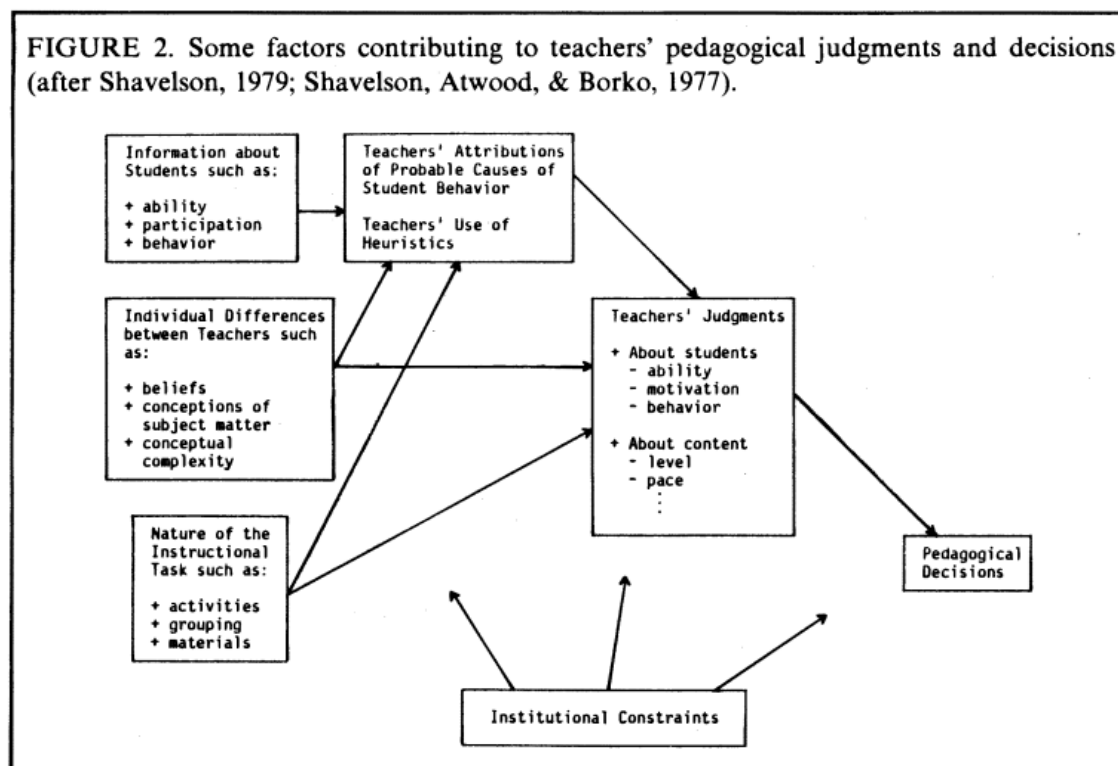 FIGURE 2. Some factors contributing to teachers' pedagogical judgments and decisions
(after Shavelson, 1979; Shavelson, Atwood, & Borko, 1977).
Information about
Students such as:
+ ability
+ participation
+ behavior
Teachers' Attributions
of Probable Causes of
Student Behavior
Teachers' Use of
Heuristics
Individual Differences
between Teachers such
as:
+ beliefs
+ conceptions of
subject matter
+ conceptual
complexity
Teachers' Judgments
+ About students
- ability
- motivation
- behavior
+ About content
- level
- pace
⋮
Nature of the
Instructional
Task such as:
+ activities
+ grouping
+ materials
Pedagogical
Decisions
Institutional Constraints